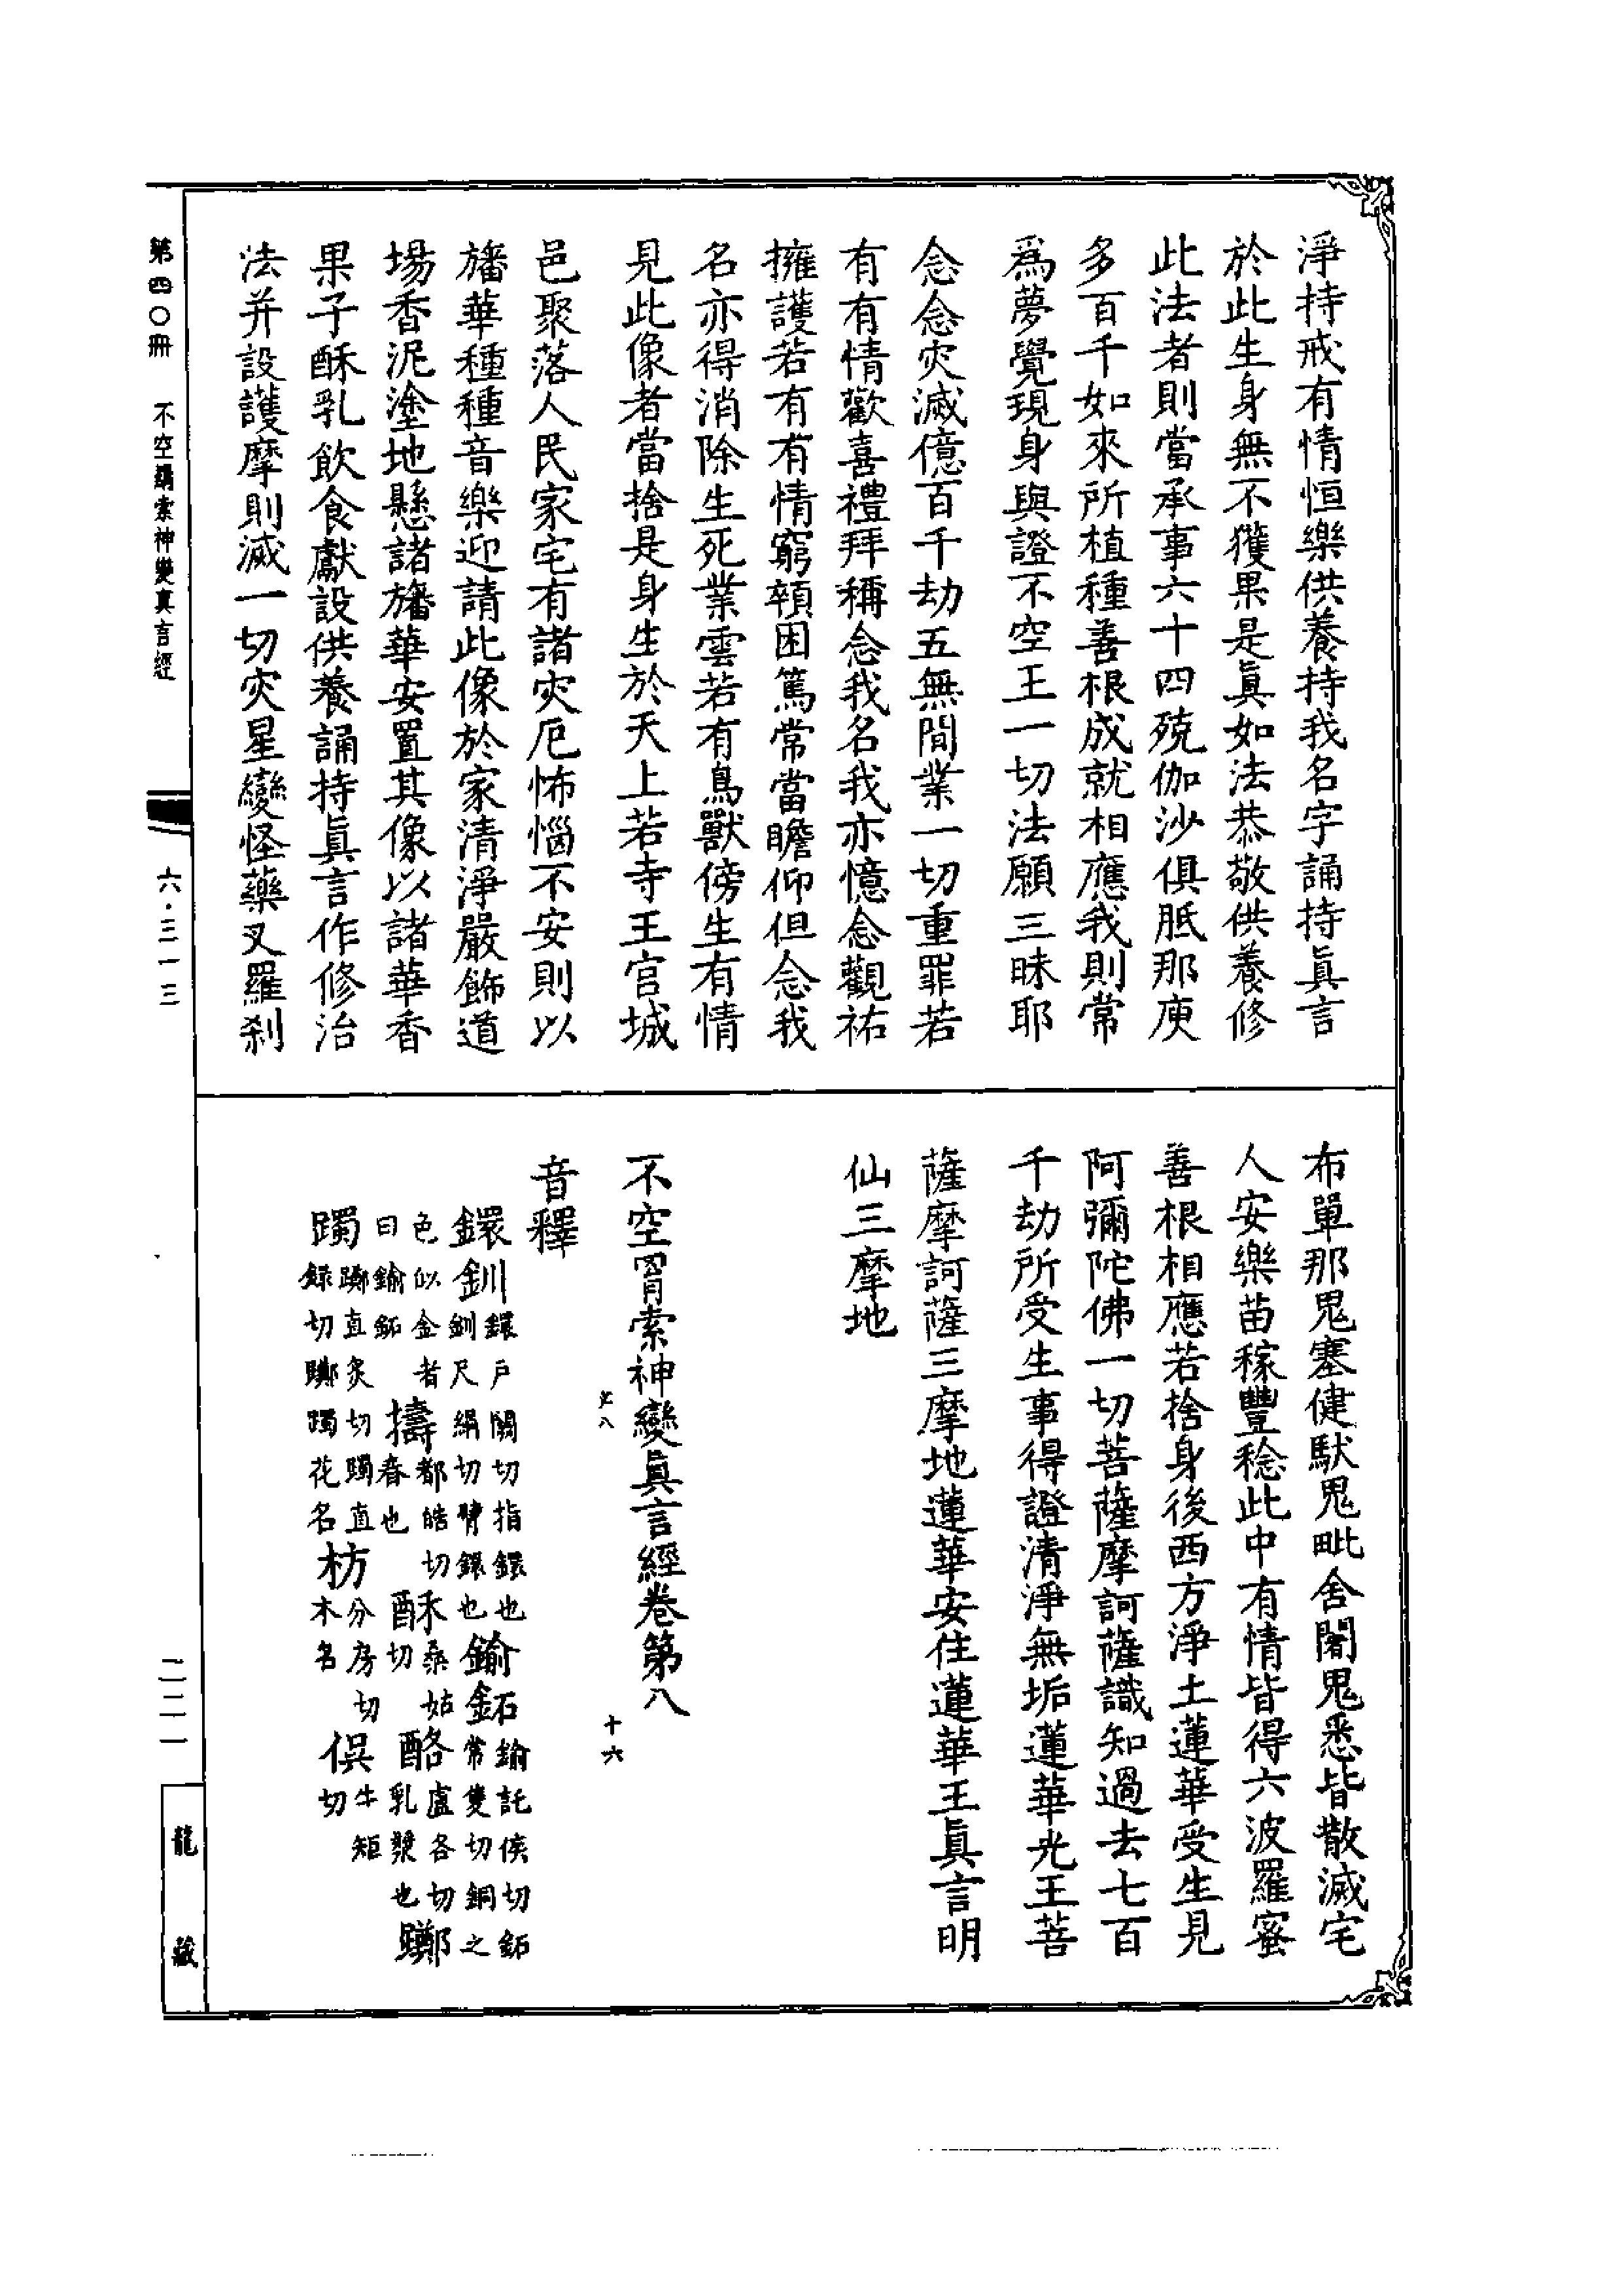 淨持戒有情恒樂供養持我名字誦持眞言
於此生身無不獲果是眞如法恭敬供養修
此法者則當承事六十四殑伽沙俱胝那庾
多百千如來所植種善根成就相應我則常
爲夢覺現身與證不空王一切法願三昧耶
念念灾滅億百千劫五無間業一切重罪若
有有情歡喜禮拜稱念我名我亦憶念觀祐
擁護若有有情窮顇困篤常當瞻仰但念我
名亦得消除生死業雲若有鳥獸傍生有情
見此像者當捨是身生於天上若寺王宮城
邑聚落人民家宅有諸灾厄怖惱不安則以
旛華種種音樂迎請此像於家清淨嚴飾道
場香泥塗地懸諸旛華安置其像以諸華香
果子酥乳飲食獻設供養誦持眞言作修治
法并設護摩則滅一切灾星變怪藥叉羅刹
布單那鬼塞健馱鬼毗舍闍鬼悉皆散滅宅
人安樂苗稼豐稔此中有情皆得六波羅蜜
善根相應若捨身後西方淨土蓮華受生見
阿彌陀佛一切菩薩摩訶薩識知過去七百
千劫所受生事得證清淨無垢蓮華光王菩
薩摩訶薩三摩地蓮華安住蓮華王眞言明
仙三摩地
不空罥索神變眞言經卷第八
十六
音釋
鐶釧鐶户關切指鐶也釧尺絹切臂鐶也鍮鉐鍮託侯切鉐常隻切銅之
色似金者曰鍮鉐擣都皓切舂也酥桑姑切酪盧各切乳漿也躑
躅躑直炙切躅直錄切躑躅花名枋分房切木名俁牛矩切
第四〇冊 不空羂索神變真言經
六·三一三
二二一
龍藏